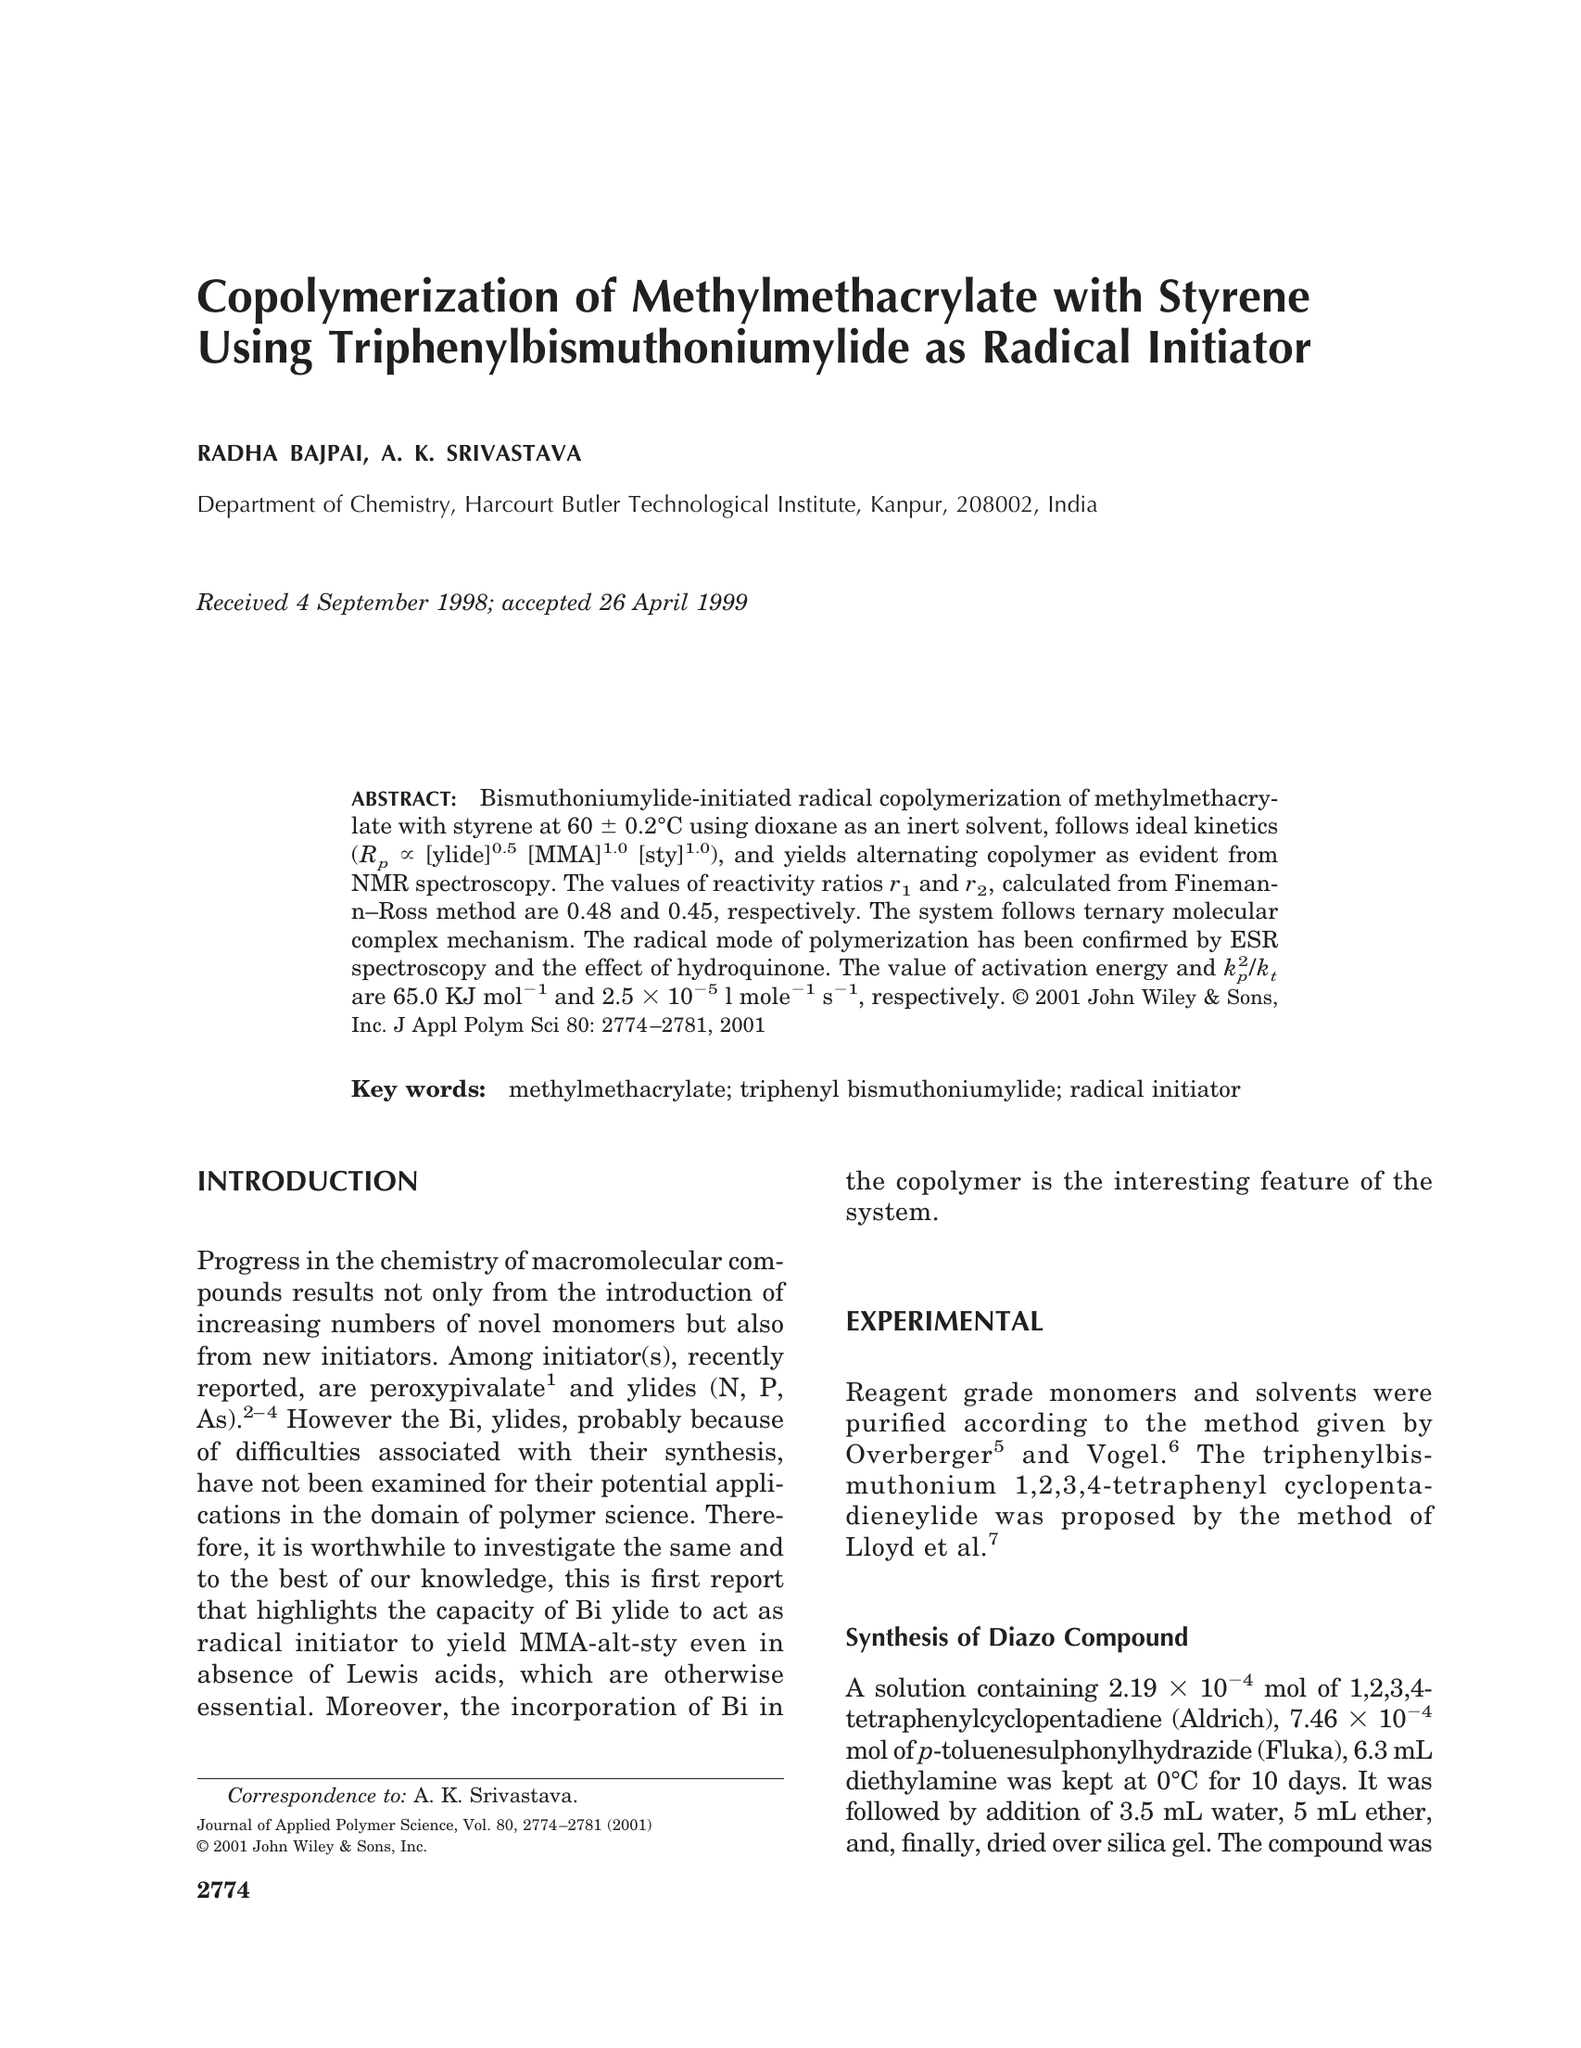 Copolymerization of Methylmethacrylate with Styrene
Using Triphenylbismuthoniumylide as Radical Initiator
RADHA BAJPAI, A. K. SRIVASTAVA
Department of Chemistry, Harcourt Butler Technological Institute, Kanpur, 208002, India
Received 4 September 1998; accepted 26 April 1999
ABSTRACT: Bismuthoniumylide-initiated radical copolymerization of methylmethacry-
late with styrene at 60 ± 0.2°C using dioxane as an inert solvent, follows ideal kinetics
(Rₚ ∝ [ylide]⁰·⁵ [MMA]¹·⁰ [sty]¹·⁰), and yields alternating copolymer as evident from
NMR spectroscopy. The values of reactivity ratios r₁ and r₂, calculated from Fineman-
n–Ross method are 0.48 and 0.45, respectively. The system follows ternary molecular
complex mechanism. The radical mode of polymerization has been confirmed by ESR
spectroscopy and the effect of hydroquinone. The value of activation energy and kₚ²/kₜ
are 65.0 KJ mol⁻¹ and 2.5 × 10⁻⁵ l mole⁻¹ s⁻¹, respectively. © 2001 John Wiley & Sons,
Inc. J Appl Polym Sci 80: 2774–2781, 2001
Key words: methylmethacrylate; triphenyl bismuthoniumylide; radical initiator
INTRODUCTION
Progress in the chemistry of macromolecular com-
pounds results not only from the introduction of
increasing numbers of novel monomers but also
from new initiators. Among initiator(s), recently
reported, are peroxypivalate¹ and ylides (N, P,
As).²⁻⁴ However the Bi, ylides, probably because
of difficulties associated with their synthesis,
have not been examined for their potential appli-
cations in the domain of polymer science. There-
fore, it is worthwhile to investigate the same and
to the best of our knowledge, this is first report
that highlights the capacity of Bi ylide to act as
radical initiator to yield MMA-alt-sty even in
absence of Lewis acids, which are otherwise
essential. Moreover, the incorporation of Bi in
Correspondence to: A. K. Srivastava.
Journal of Applied Polymer Science, Vol. 80, 2774–2781 (2001)
© 2001 John Wiley & Sons, Inc.
2774
the copolymer is the interesting feature of the
system.
EXPERIMENTAL
Reagent grade monomers and solvents were
purified according to the method given by
Overberger⁵ and Vogel.⁶ The triphenylbis-
muthonium 1,2,3,4-tetraphenyl cyclopenta-
dieneylide was proposed by the method of
Lloyd et al.⁷
Synthesis of Diazo Compound
A solution containing 2.19 × 10⁻⁴ mol of 1,2,3,4-
tetraphenylcyclopentadiene (Aldrich), 7.46 × 10⁻⁴
mol of p-toluenesulphonylhydrazide (Fluka), 6.3 mL
diethylamine was kept at 0°C for 10 days. It was
followed by addition of 3.5 mL water, 5 mL ether,
and, finally, dried over silica gel. The compound was